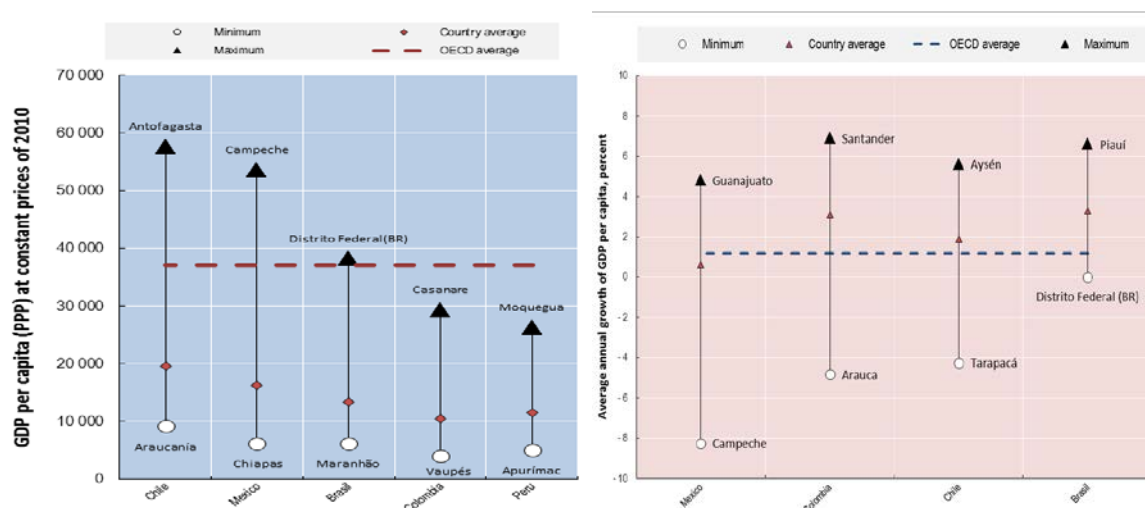 Minimum
Country average
Maximum
OECD average
GDP per capita (PPP) at constant prices of 2010
70 000
60 000
50 000
40 000
30 000
20 000
10 000
0
Antofagasta
Campeche
Distrito Federal(BR)
Casanare
Moquegua
Araucanía
Chiapas
Maranhão
Vaupés
Apurímac
Chile
Mexico
Brasil
Colombia
Peru
Minimum
Country average
OECD average
Maximum
Average annual growth of GDP per capita, percent
10
8
6
4
2
0
-2
-4
-6
-8
-10
Santander
Piauí
Aysén
Guanajuato
Distrito Federal (BR)
Tarapacá
Arauca
Campeche
Mexico
Colombia
Chile
Brasil